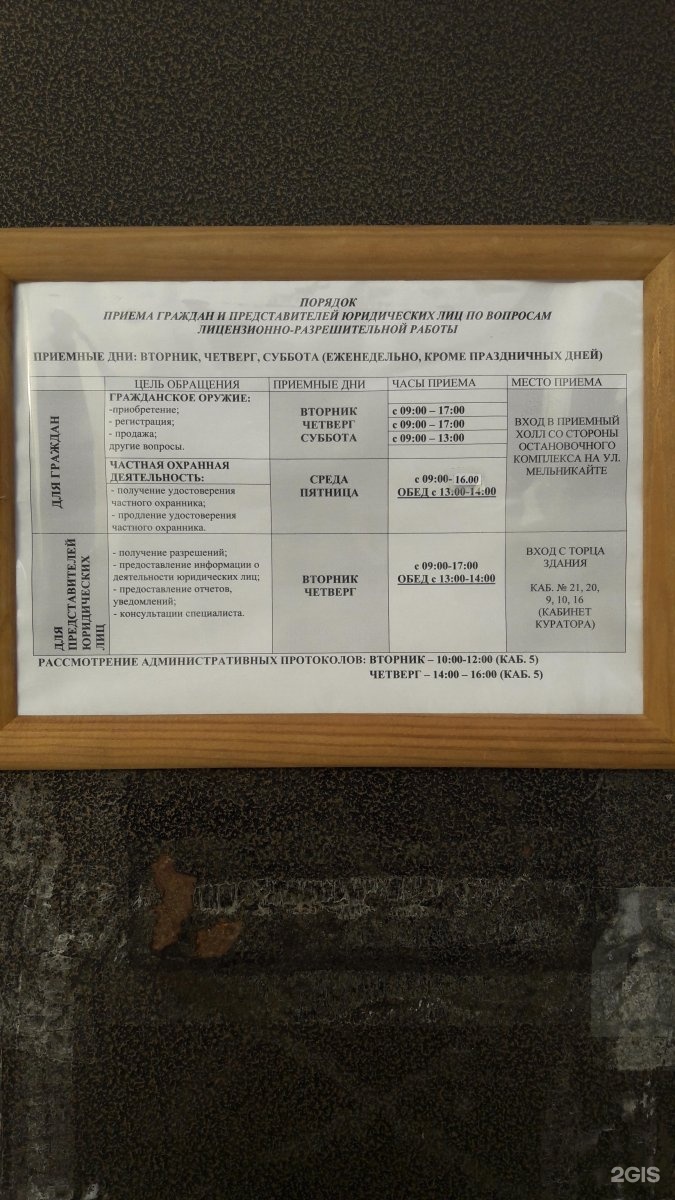 ПОРЯДОК
ПРИЕМА ГРАЖДАН И ПРЕДСТАВИТЕЛЕЙ ЮРИДИЧЕСКИХ ЛИЦ ПО ВОПРОСАМ
ЛИЦЕНЗИОННО-РАЗРЕШИТЕЛЬНОЙ РАБОТЫ
ПРИЕМНЫЕ ДНИ: ВТОРНИК, ЧЕТВЕРГ, СУББОТА (ЕЖЕНЕДЕЛЬНО, КРОМЕ ПРАЗДНИЧНЫХ ДНЕЙ)
ЦЕЛЬ ОБРАЩЕНИЯ
ПРИЕМНЫЕ ДНИ
ЧАСЫ ПРИЕМА
МЕСТО ПРИЕМА
ДЛЯ ГРАЖДАН
ГРАЖДАНСКОЕ ОРУЖИЕ:
-приобретение;
- регистрация;
- продажа;
другие вопросы.
ВТОРНИК
ЧЕТВЕРГ
СУББОТА
с 09:00 – 17:00
с 09:00 – 17:00
с 09:00 – 13:00
ВХОД В ПРИЕМНЫЙ
ХОЛЛ СО СТОРОНЫ
ОСТАНОВОЧНОГО
КОМПЛЕКСА НА УЛ.
МЕЛЬНИКАЙТЕ
ЧАСТНАЯ ОХРАННАЯ
ДЕЯТЕЛЬНОСТЬ:
- получение удостоверения
частного охранника;
- продление удостоверения
частного охранника.
СРЕДА
ПЯТНИЦА
с 09:00- 16.00
ОБЕД с 13:00-14:00
ДЛЯ
ПРЕДСТАВИТЕЛЕЙ
ЮРИДИЧЕСКИХ
ЛИЦ
- получение разрешений;
- предоставление информации о
деятельности юридических лиц;
- предоставление отчетов,
уведомлений;
- консультации специалиста.
ВТОРНИК
ЧЕТВЕРГ
с 09:00-17:00
ОБЕД с 13:00-14:00
ВХОД С ТОРЦА
ЗДАНИЯ
КАБ. № 21, 20,
9, 10, 16
(КАБИНЕТ
КУРАТОРА)
РАССМОТРЕНИЕ АДМИНИСТРАТИВНЫХ ПРОТОКОЛОВ: ВТОРНИК – 10:00-12:00 (КАБ. 5)
ЧЕТВЕРГ – 14:00 – 16:00 (КАБ. 5)
2GIS